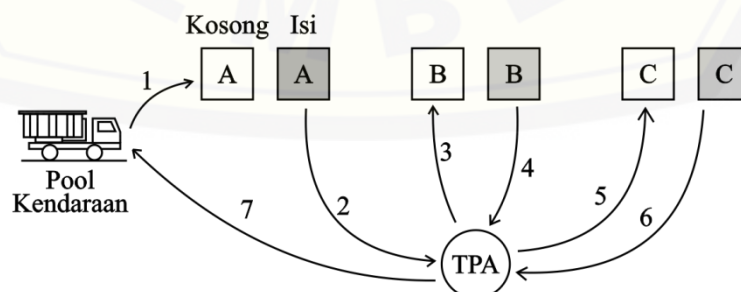 Kosong Isi
1 A A B B C C
Pool
Kendaraan
7 2 3 4 5 6
TPA